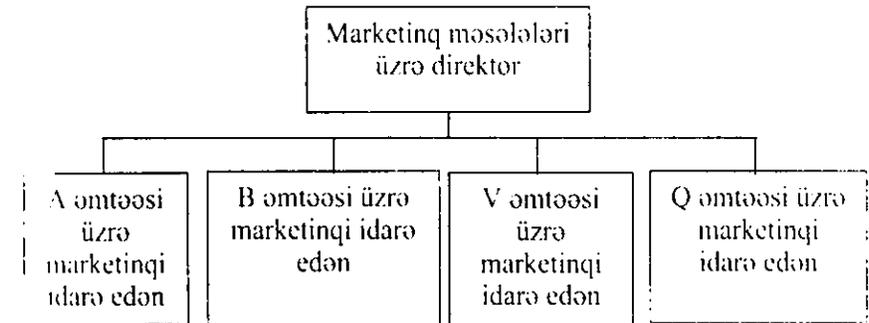 Marketinq məsələləri
üzrə direktor
A əmtəəsi
üzrə
marketinqi
idarə edən
B əmtəəsi üzrə
marketinqi idarə
edən
V əmtəəsi
üzrə
marketinqi
idarə edən
Q əmtəəsi üzrə
marketinqi
idarə edən